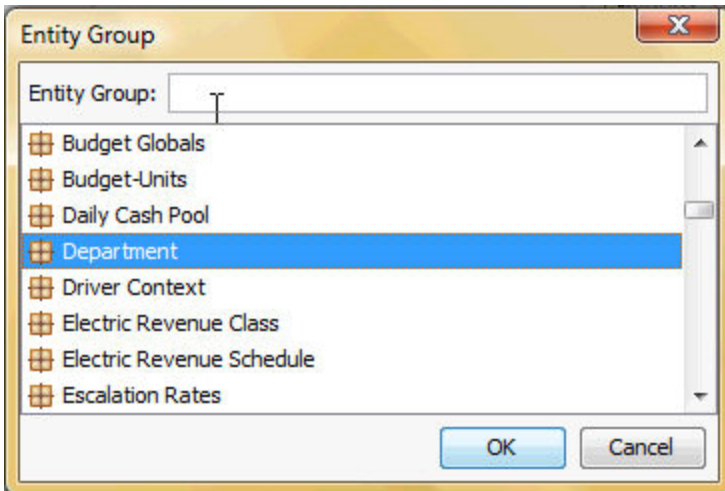 Entity Group
Entity Group:
Budget Globals
Budget-Units
Daily Cash Pool
Department
Driver Context
Electric Revenue Class
Electric Revenue Schedule
Escalation Rates
OK Cancel